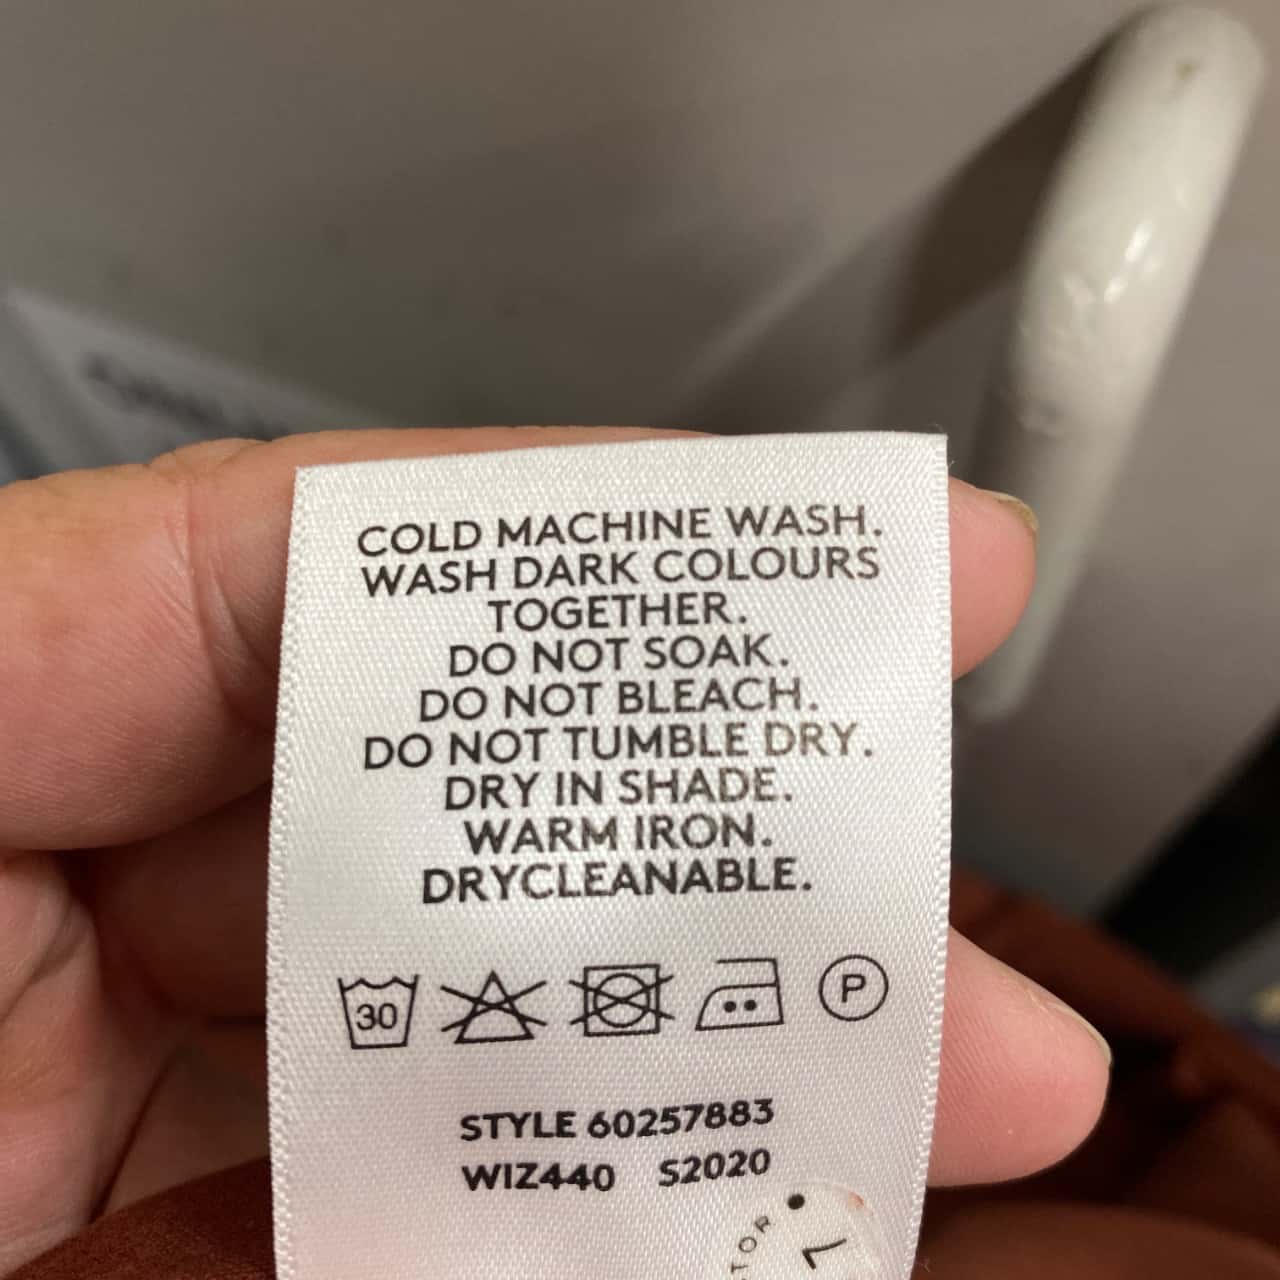 COLD MACHINE WASH.
WASH DARK COLOURS
TOGETHER.
DO NOT SOAK.
DO NOT BLEACH.
DO NOT TUMBLE DRY.
DRY IN SHADE.
WARM IRON.
DRYCLEANABLE.
30 P
STYLE 60257883
WIZ440 S2020